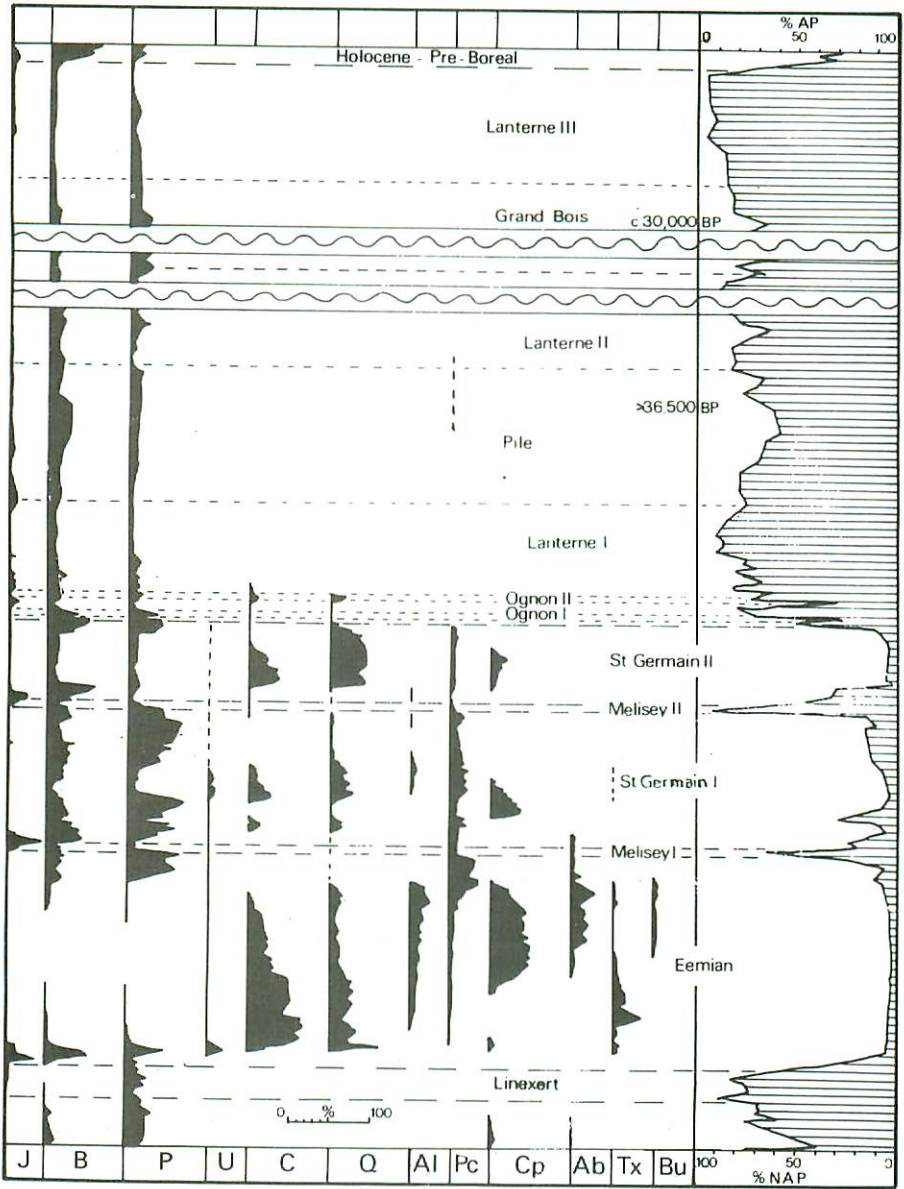 % AP
0 50 100
Holocene - Pre-Boreal
Lanterne III
Grand Bois c 30,000 BP
Lanterne II
>36,500 BP
Pile
Lanterne I
Ognon II
Ognon I
St Germain II
Melisey II
St Germain I
Melisey I
Eemian
Linexert
0 % 100
J B P U C Q Al Pc Cp Ab Tx Bu
100 50 0
% NAP